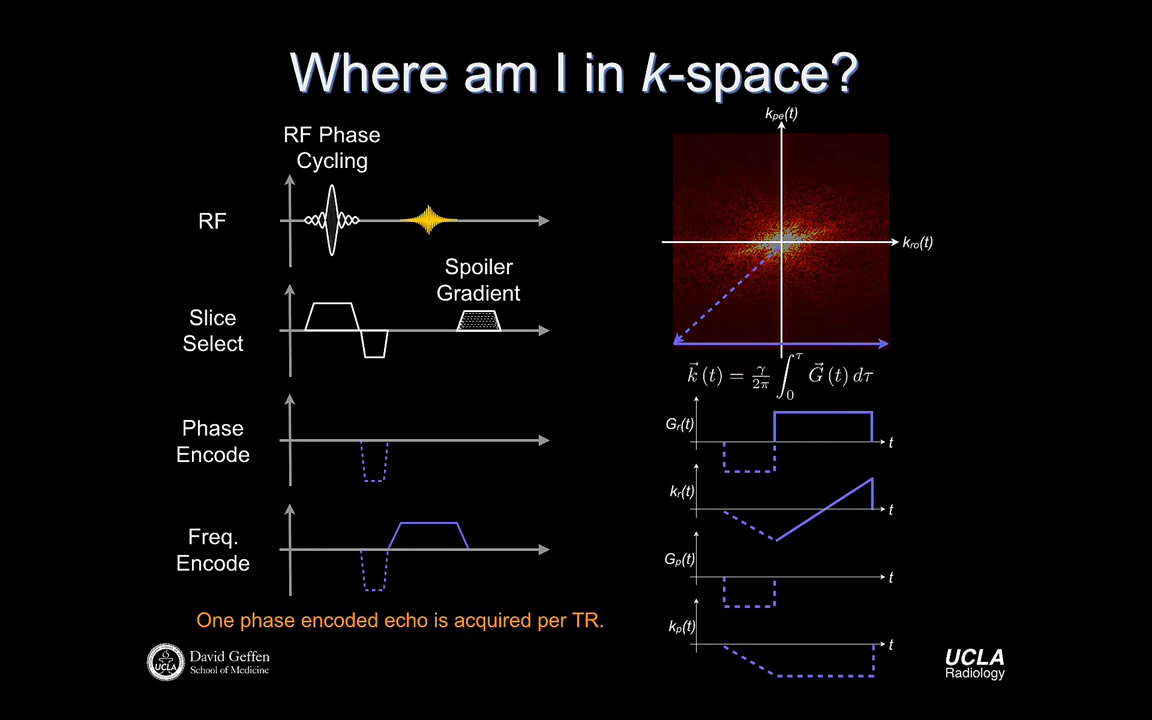 Where am I in k-space?
RF Phase
Cycling
RF
Spoiler
Gradient
Slice
Select
Phase
Encode
Freq.
Encode
One phase encoded echo is acquired per TR.
UCLA
David Geffen
School of Medicine
kpe(t)
kro(t)
k⃗ (t) = γ/2π ∫₀^τ G⃗ (t) dτ
Gr(t)
t
kr(t)
t
Gp(t)
t
kp(t)
t
UCLA
Radiology